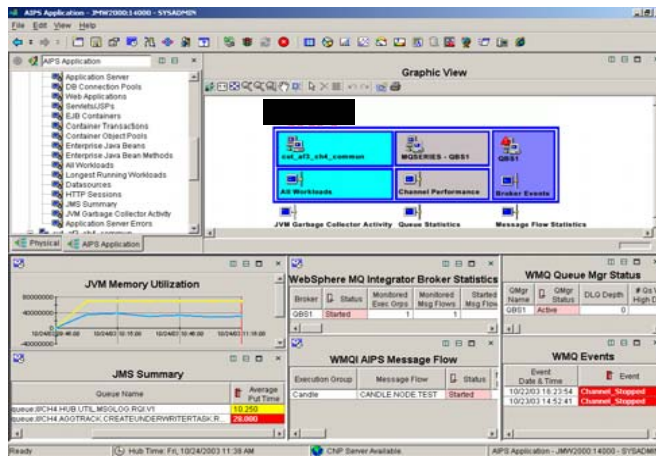 AIPS Application - JMW2000:14000 - SYSADMIN
File Edit View Help
AIPS Application
Application Server
DB Connection Pools
Web Applications
Servlets/JSPs
EJB Containers
Container Transactions
Container Object Pools
Enterprise Java Beans
Enterprise Java Bean Methods
All Workloads
Longest Running Workloads
Datasources
HTTP Sessions
JMS Summary
JVM Garbage Collector Activity
Application Server Errors
Physical AIPS Application
Graphic View
col_af3_ch4_commun MQSERIES - QBS1 QBS1
All Workloads Channel Performance Broker Events
JVM Garbage Collector Activity Queue Statistics Message Flow Statistics
JVM Memory Utilization
80000000
40000000
0
-40000000
JMS Summary
Queue Name Average Put Time
10.250
28.000
WebSphere MQ Integrator Broker Statistics
Broker Status Monitored Exec Grps Monitored Msg Flows Started Msg Flow
QBS1 Started 1 1
WMQI AIPS Message Flow
Execution Group Message Flow Status
Candle CANDLE.NODE.TEST Started
WMQ Queue Mgr Status
QMgr Name QMgr Status DLQ Depth # Qs High D
QBS1 Active 0
WMQ Events
Event Date & Time Event
10/22/03 16:23:54 Channel_Stopped
10/03/03 14:52:41 Channel_Stopped
Ready Hub Time: Fri, 10/24/2003 11:38 AM CNP Server Available. AIPS Application - JMW2000:14000 - SYSADMIN